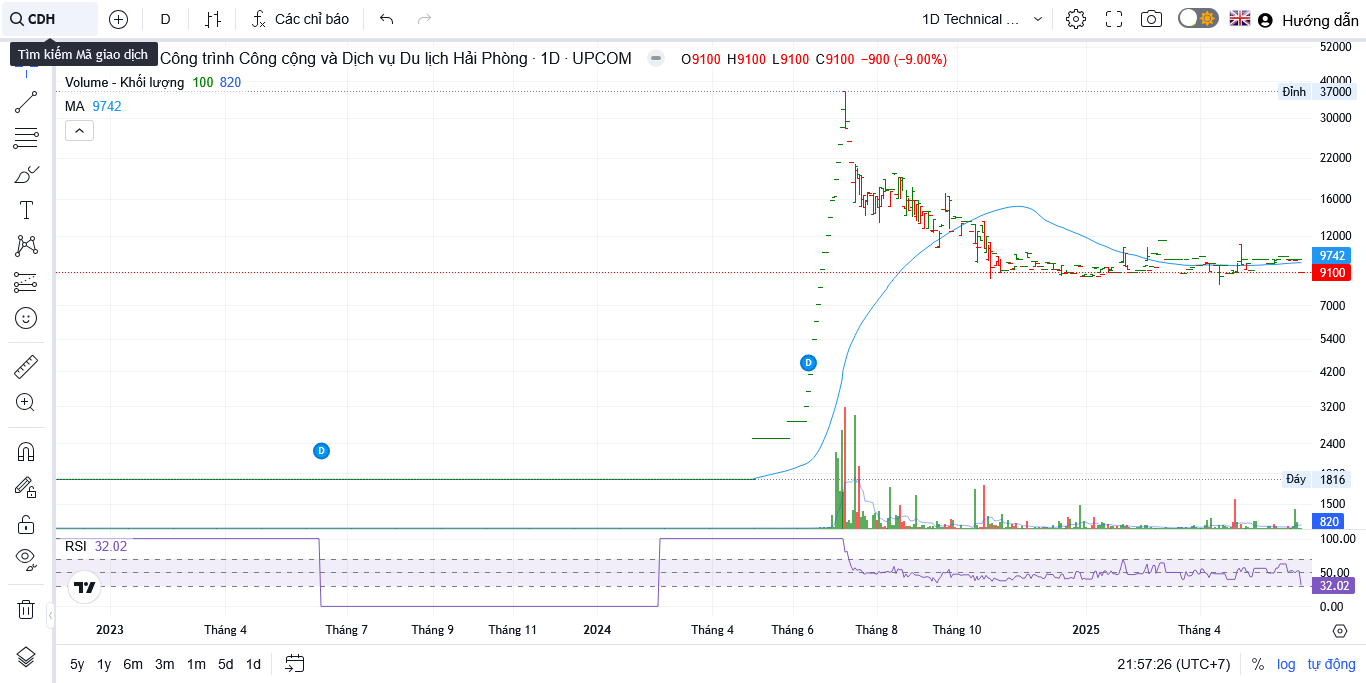 CDH D Các chỉ báo 1D Technical ... Hướng dẫn
Tìm kiếm Mã giao dịch
Công trình Công cộng và Dịch vụ Du lịch Hải Phòng · 1D · UPCOM O9100 H9100 L9100 C9100 −900 (−9.00%)
Volume - Khối lượng 100 820
MA 9742
52000
40000
Đỉnh 37000
30000
22000
16000
12000
9742
9100
7000
5400
4200
3200
2400
Đáy 1816
1500
820
D
D
RSI 32.02
100.00
50.00
32.02
0.00
2023 Tháng 4 Tháng 7 Tháng 9 Tháng 11 2024 Tháng 4 Tháng 6 Tháng 8 Tháng 10 2025 Tháng 4
5y 1y 6m 3m 1m 5d 1d 21:57:26 (UTC+7) % log tự động